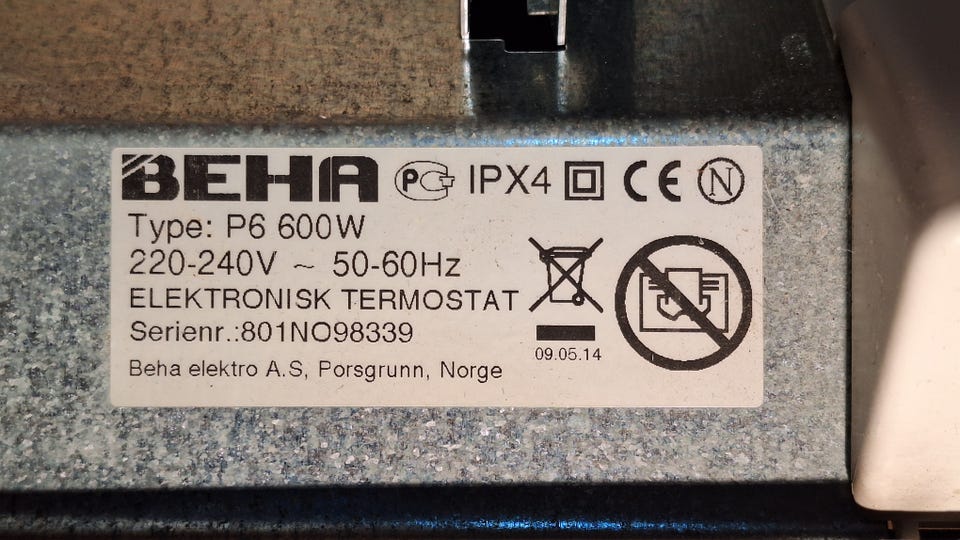 BEHA PG IPX4 CE N
Type: P6 600W
220-240V ~ 50-60Hz
ELEKTRONISK TERMOSTAT
Serienr.:801NO98339
09.05.14
Beha elektro A.S, Porsgrunn, Norge